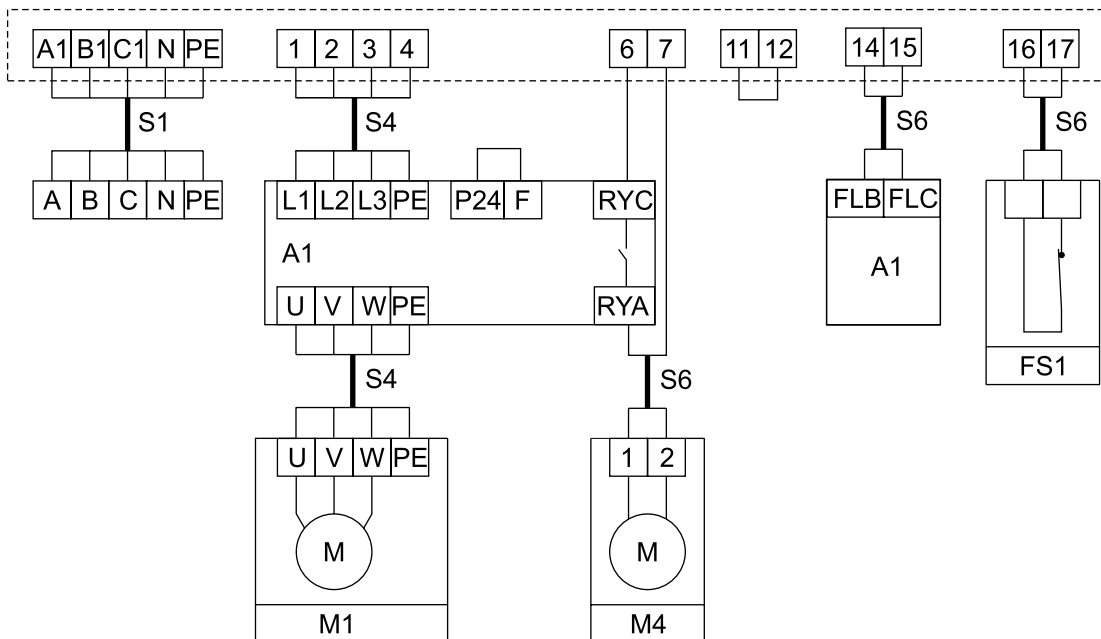 A1 B1 C1 N PE 1 2 3 4 6 7 11 12 14 15 16 17
S1 S4 S6 S6
A B C N PE L1 L2 L3 PE P24 F RYC FLB FLC
A1 A1
U V W PE RYA
FS1
S4 S6
U V W PE 1 2
M M
M1 M4